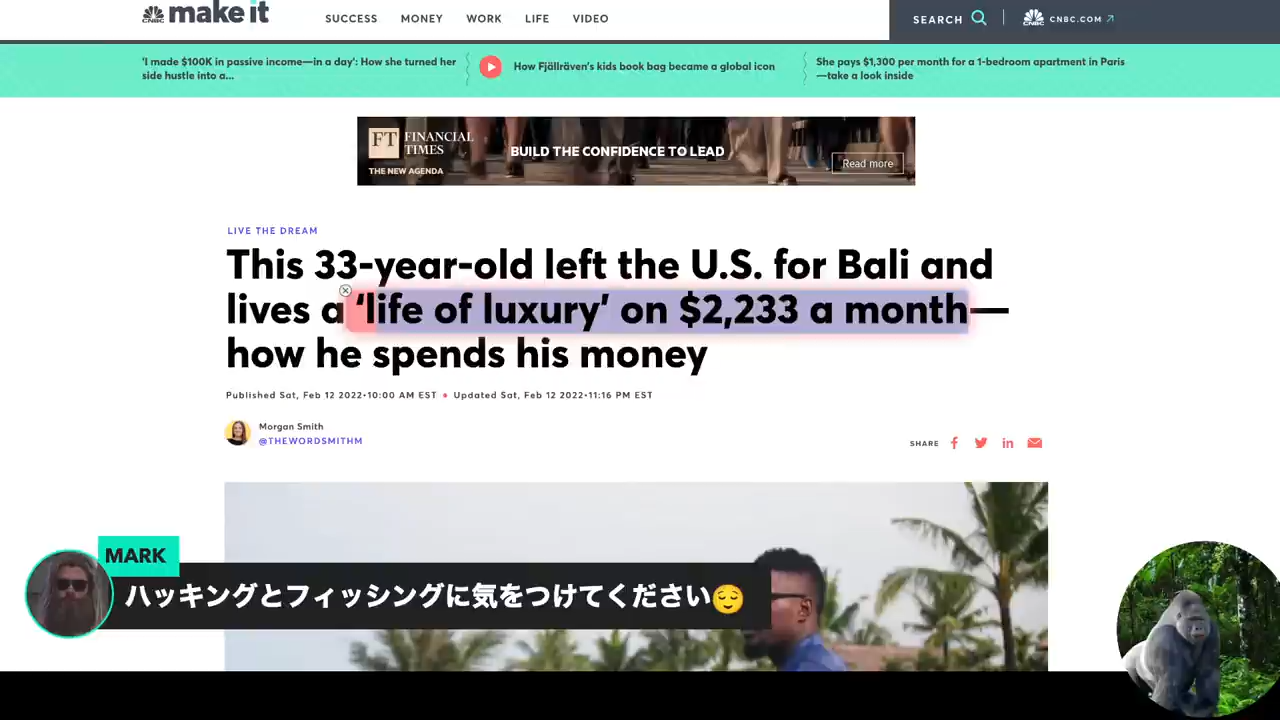 CNBC make it
SUCCESS MONEY WORK LIFE VIDEO
SEARCH
CNBC.COM
'I made $100K in passive income—in a day': How she turned her
side hustle into a...
How Fjällräven's kids book bag became a global icon
She pays $1,300 per month for a 1-bedroom apartment in Paris
—take a look inside
FT FINANCIAL
TIMES
THE NEW AGENDA
BUILD THE CONFIDENCE TO LEAD
Read more
LIVE THE DREAM
This 33-year-old left the U.S. for Bali and
lives a ‘life of luxury’ on $2,233 a month—
how he spends his money
Published Sat, Feb 12 2022•10:00 AM EST • Updated Sat, Feb 12 2022•11:16 PM EST
Morgan Smith
@THEWORDSMITHM
SHARE
MARK
ハッキングとフィッシングに気をつけてください😌